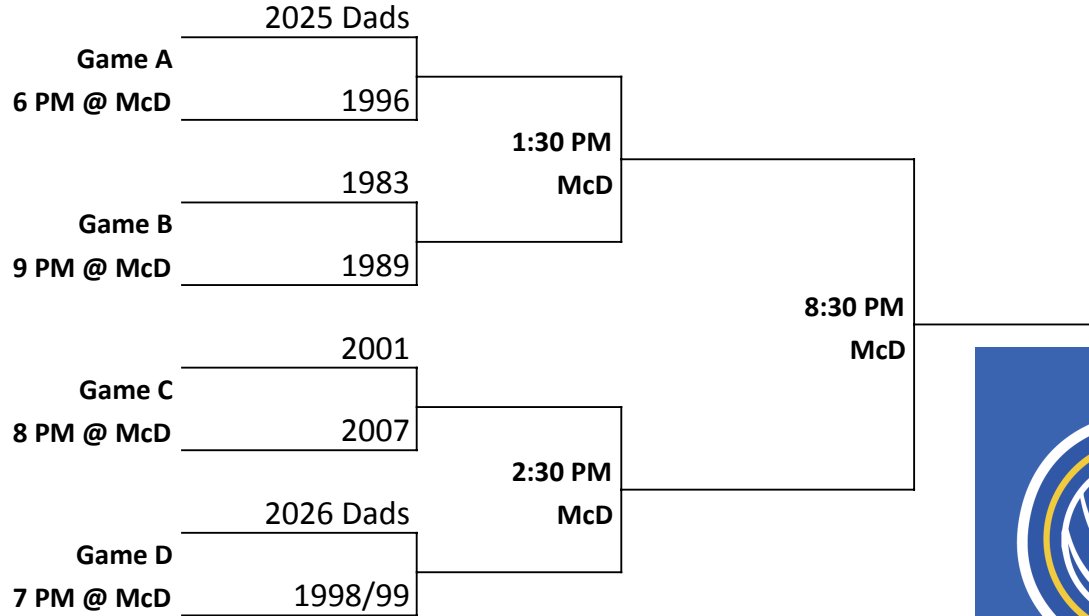 2025 Dads
Game A
6 PM @ McD
1996
1:30 PM
McD
1983
Game B
9 PM @ McD
1989
8:30 PM
McD
2001
Game C
8 PM @ McD
2007
2:30 PM
McD
2026 Dads
Game D
7 PM @ McD
1998/99